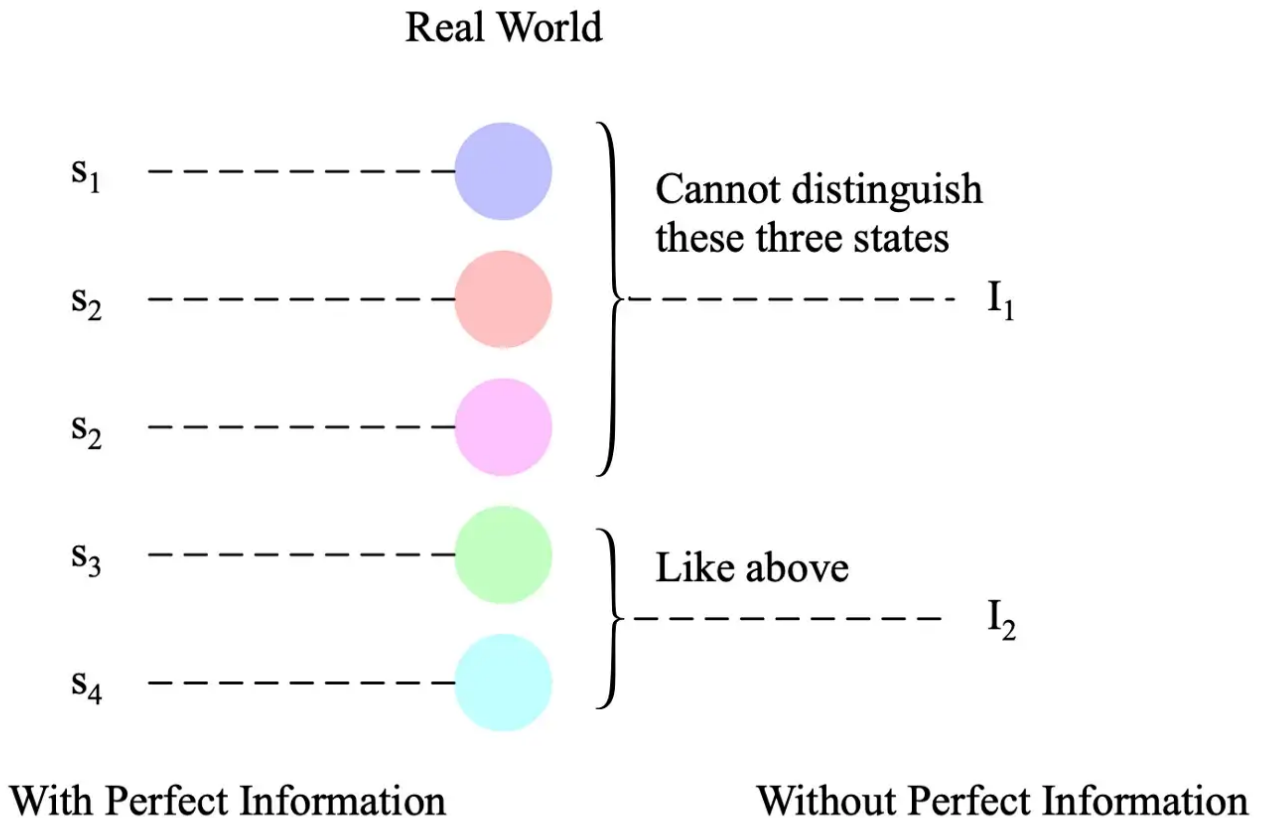 Real World
s₁
Cannot distinguish
these three states
s₂
I₁
s₂
s₃
Like above
I₂
s₄
With Perfect Information
Without Perfect Information